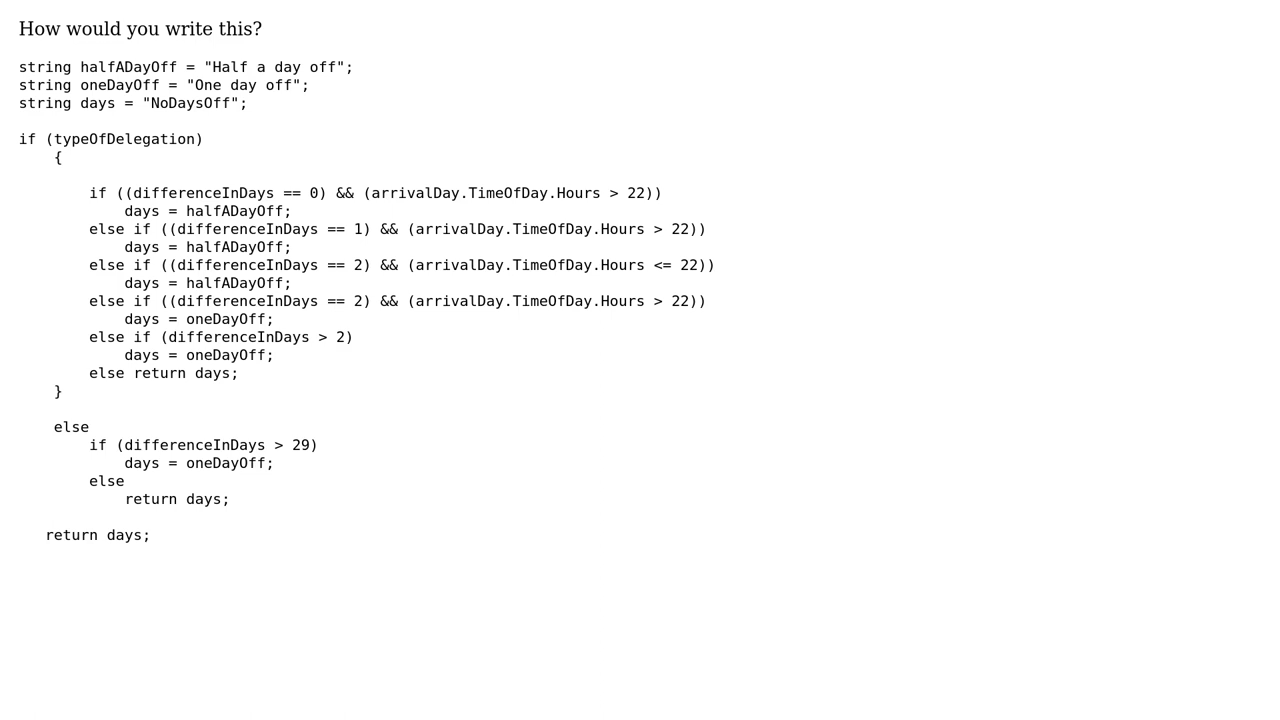 How would you write this?
string halfADayOff = "Half a day off";
string oneDayOff = "One day off";
string days = "NoDaysOff";
if (typeOfDelegation)
{
if ((differenceInDays == 0) && (arrivalDay.TimeOfDay.Hours > 22))
days = halfADayOff;
else if ((differenceInDays == 1) && (arrivalDay.TimeOfDay.Hours > 22))
days = halfADayOff;
else if ((differenceInDays == 2) && (arrivalDay.TimeOfDay.Hours <= 22))
days = halfADayOff;
else if ((differenceInDays == 2) && (arrivalDay.TimeOfDay.Hours > 22))
days = oneDayOff;
else if (differenceInDays > 2)
days = oneDayOff;
else return days;
}
else
if (differenceInDays > 29)
days = oneDayOff;
else
return days;
return days;